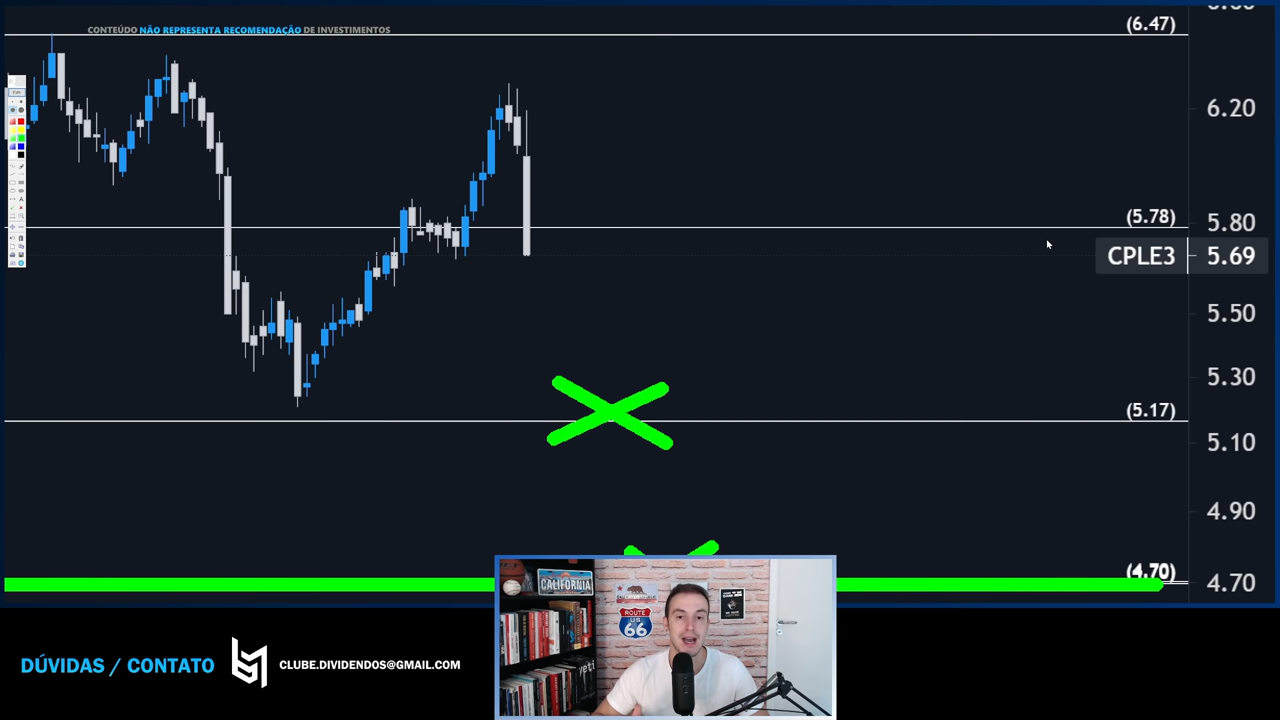 CONTEÚDO NÃO REPRESENTA RECOMENDAÇÃO DE INVESTIMENTOS
(6.47)
6.20
(5.78)
5.80
CPLE3 5.69
5.50
5.30
(5.17)
5.10
4.90
(4.70)
4.70
CALIFORNIA
ROUTE
US
66
yeti
DÚVIDAS / CONTATO
CLUBE.DIVIDENDOS@GMAIL.COM